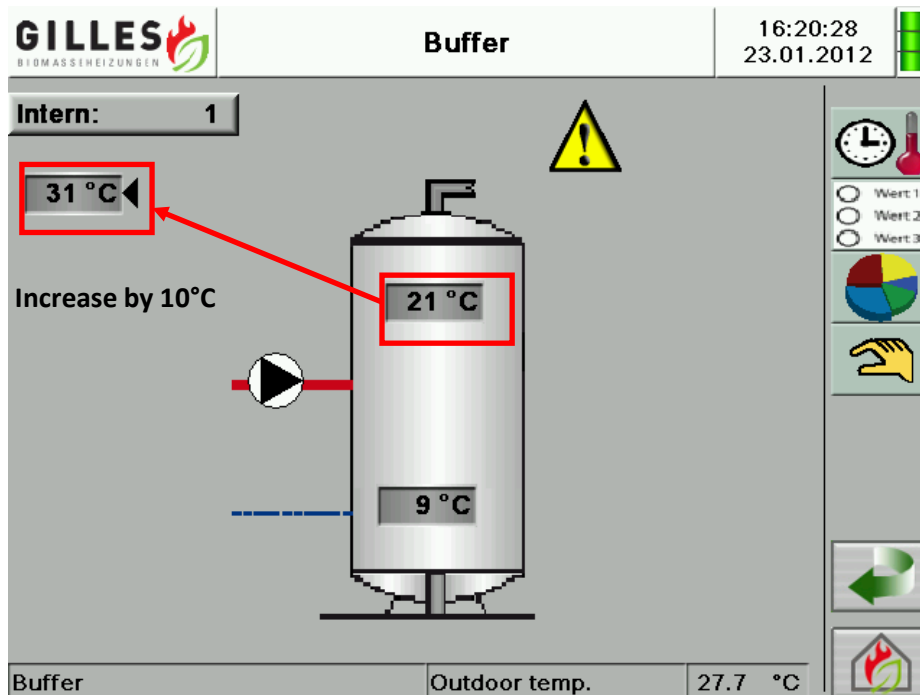 GILLES
BIOMASSEHEIZUNGEN
Buffer
16:20:28
23.01.2012
Intern: 1
31 °C
Wert 1
Wert 2
Wert 3
Increase by 10°C
21 °C
9 °C
Buffer
Outdoor temp.
27.7 °C